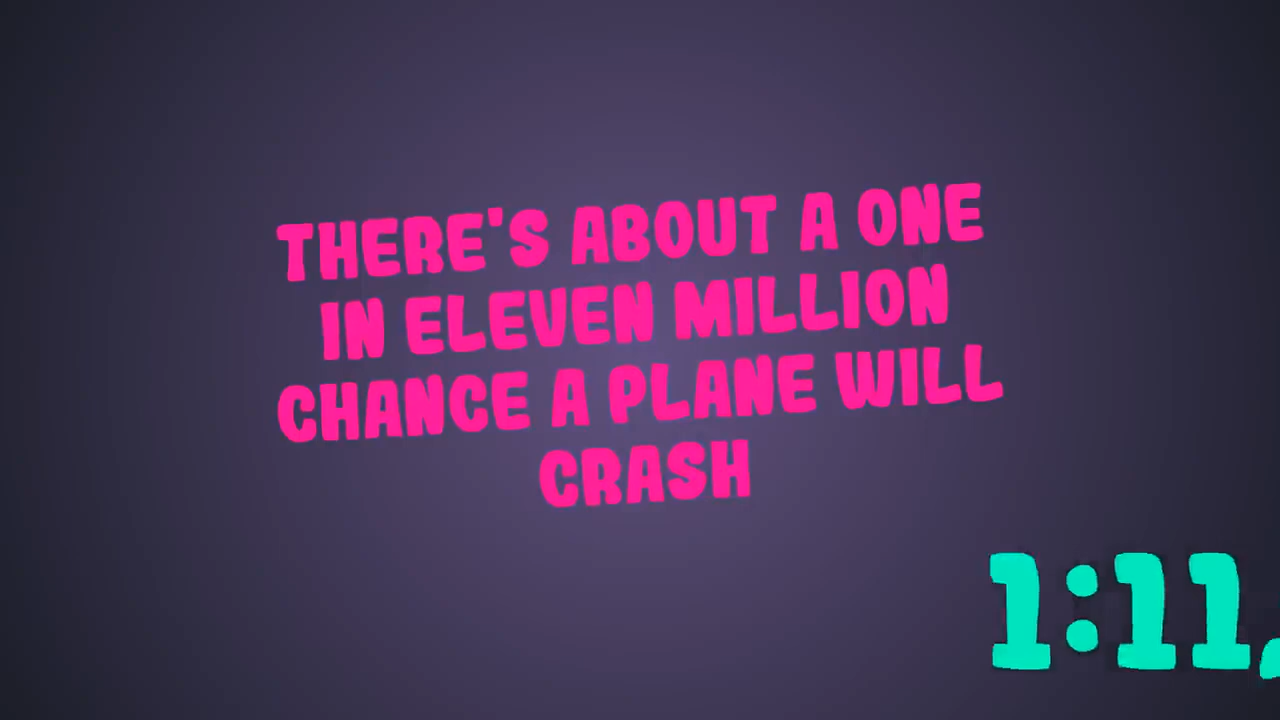 THERE'S ABOUT A ONE
IN ELEVEN MILLION
CHANCE A PLANE WILL
CRASH
1:11,